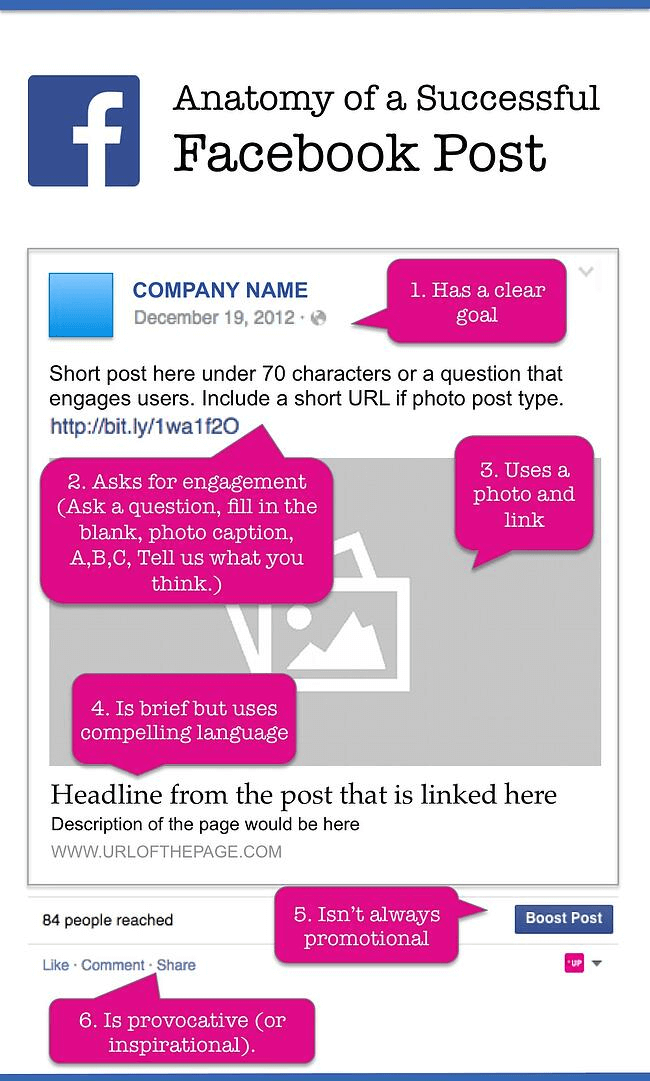 f
Anatomy of a Successful
Facebook Post
COMPANY NAME
December 19, 2012 ·
1. Has a clear
goal
Short post here under 70 characters or a question that
engages users. Include a short URL if photo post type.
http://bit.ly/1wa1f2O
2. Asks for engagement
(Ask a question, fill in the
blank, photo caption,
A,B,C, Tell us what you
think.)
3. Uses a
photo and
link
4. Is brief but uses
compelling language
Headline from the post that is linked here
Description of the page would be here
WWW.URLOFTHEPAGE.COM
84 people reached
5. Isn't always
promotional
Boost Post
Like · Comment · Share
UP
6. Is provocative (or
inspirational).